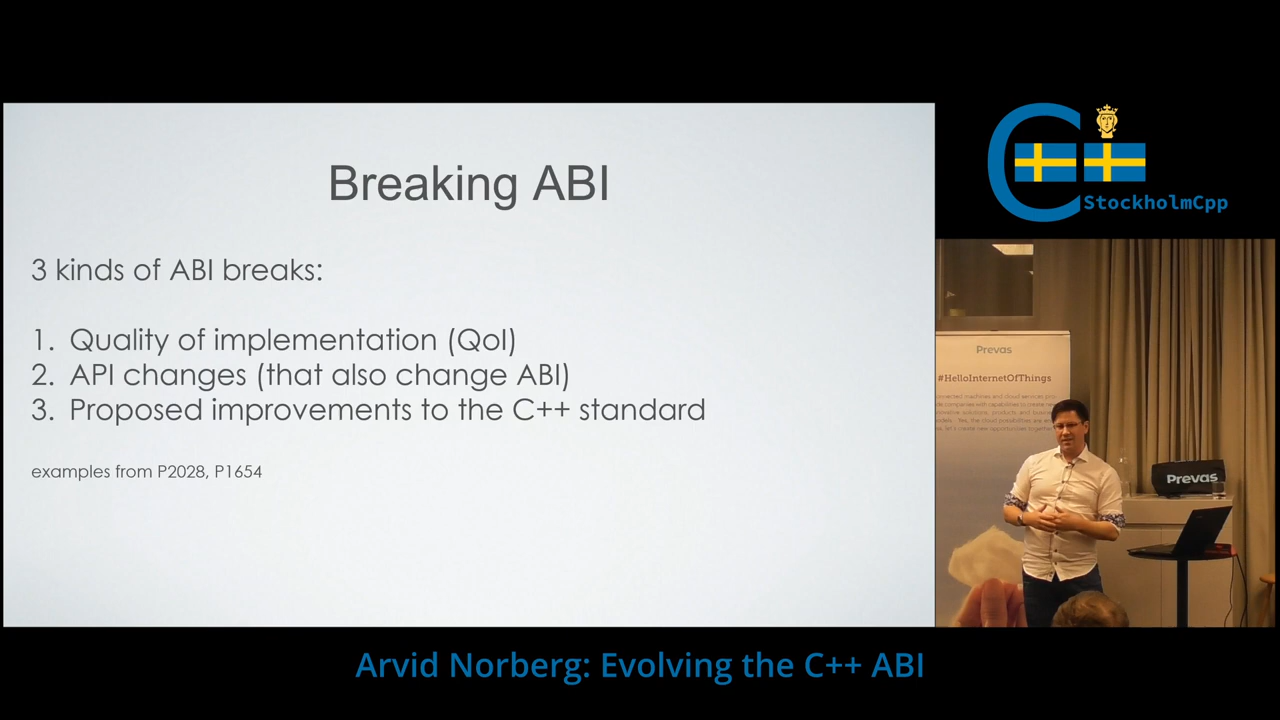 Breaking ABI
3 kinds of ABI breaks:
1. Quality of implementation (QoI)
2. API changes (that also change ABI)
3. Proposed improvements to the C++ standard
examples from P2028, P1654
C++
StockholmCpp
Prevas
#HelloInternetOfThings
Prevas
Arvid Norberg: Evolving the C++ ABI